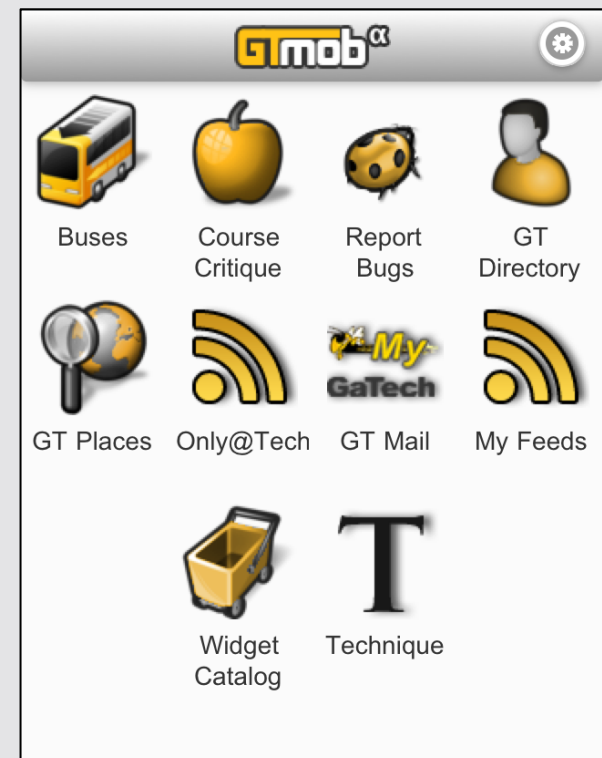 GTmob α
Buses
Course
Critique
Report
Bugs
GT
Directory
GT Places
Only@Tech
My
GaTech
GT Mail
My Feeds
T
Widget
Catalog
Technique